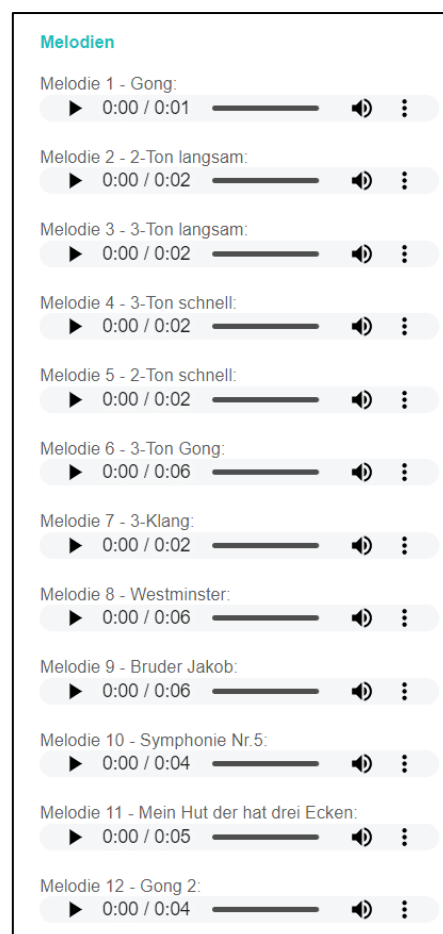 Melodien
Melodie 1 - Gong:
0:00 / 0:01
Melodie 2 - 2-Ton langsam:
0:00 / 0:02
Melodie 3 - 3-Ton langsam:
0:00 / 0:02
Melodie 4 - 3-Ton schnell:
0:00 / 0:02
Melodie 5 - 2-Ton schnell:
0:00 / 0:02
Melodie 6 - 3-Ton Gong:
0:00 / 0:06
Melodie 7 - 3-Klang:
0:00 / 0:02
Melodie 8 - Westminster:
0:00 / 0:06
Melodie 9 - Bruder Jakob:
0:00 / 0:06
Melodie 10 - Symphonie Nr.5:
0:00 / 0:04
Melodie 11 - Mein Hut der hat drei Ecken:
0:00 / 0:05
Melodie 12 - Gong 2:
0:00 / 0:04